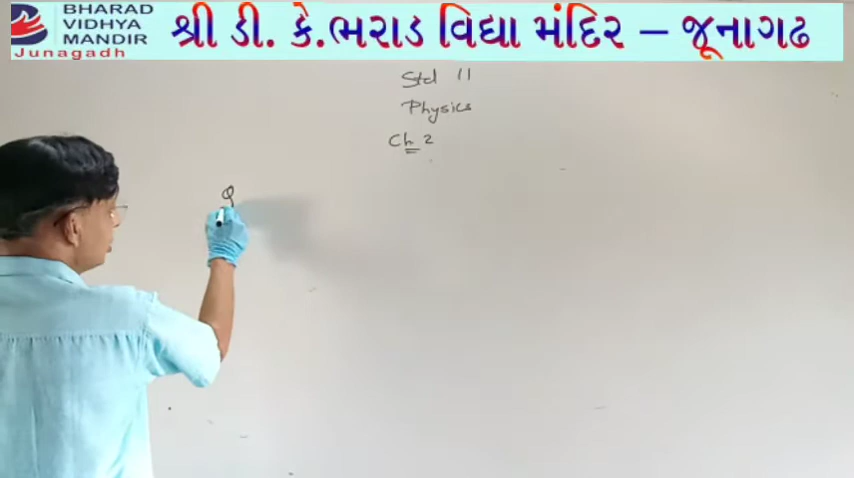 BHARAD
VIDHYA
MANDIR
Junagadh
શ્રી ડી. કે.ભરાડ વિદ્યા મંદિર – જૂનાગઢ
Std 11
Physics
Ch 2
Q